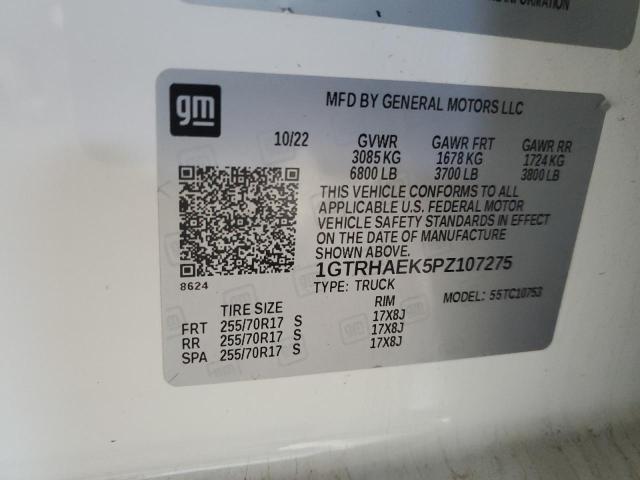 INFORMATION
gm
MFD BY GENERAL MOTORS LLC
10/22 GVWR GAWR FRT GAWR RR
3085 KG 1678 KG 1724 KG
6800 LB 3700 LB 3800 LB
THIS VEHICLE CONFORMS TO ALL
APPLICABLE U.S. FEDERAL MOTOR
VEHICLE SAFETY STANDARDS IN EFFECT
ON THE DATE OF MANUFACTURE
SHOWN ABOVE.
8624
1GTRHAEK5PZ107275
TYPE: TRUCK MODEL: 55TC10753
TIRE SIZE RIM
FRT 255/70R17 S 17X8J
RR 255/70R17 S 17X8J
SPA 255/70R17 S 17X8J